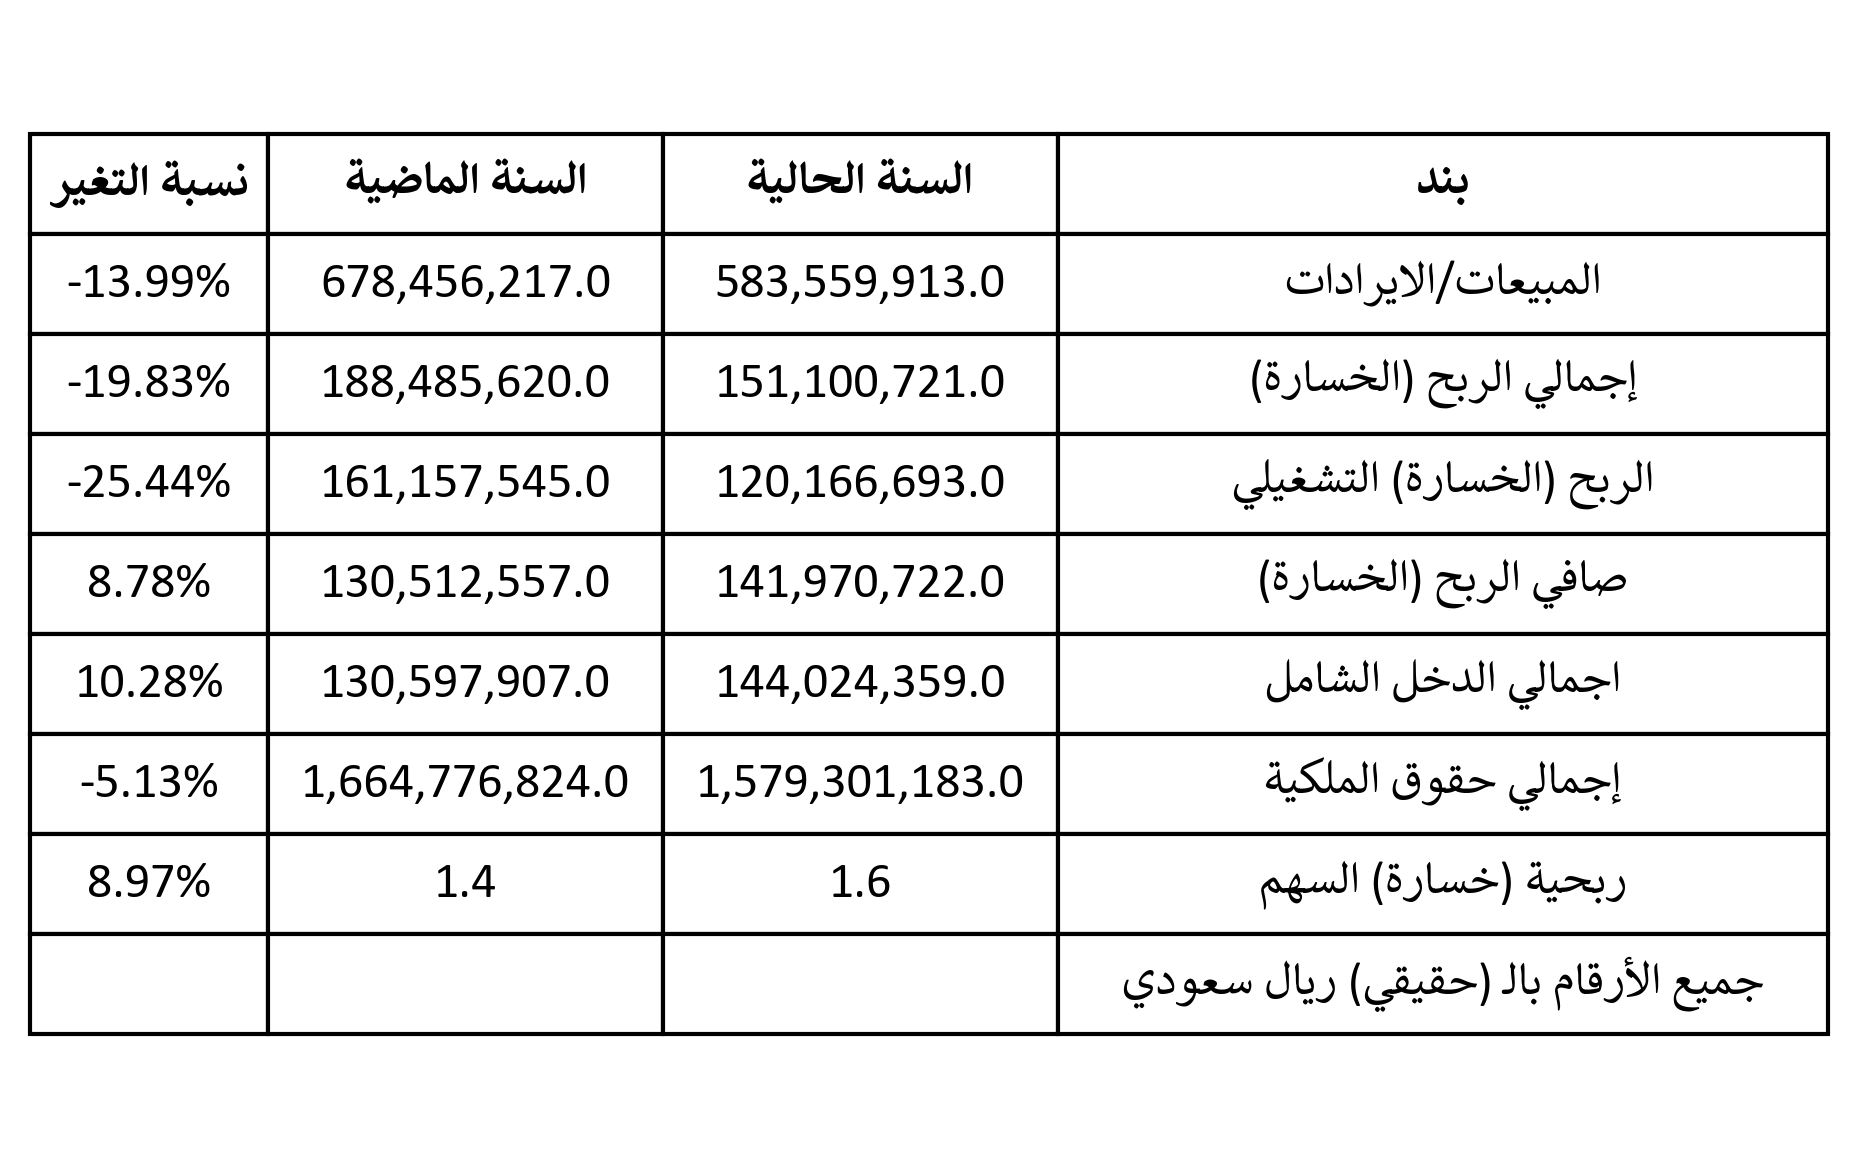 بند السنة الحالية السنة الماضية نسبة التغير
المبيعات/الايرادات 583,559,913.0 678,456,217.0 -13.99%
إجمالي الربح (الخسارة) 151,100,721.0 188,485,620.0 -19.83%
الربح (الخسارة) التشغيلي 120,166,693.0 161,157,545.0 -25.44%
صافي الربح (الخسارة) 141,970,722.0 130,512,557.0 8.78%
اجمالي الدخل الشامل 144,024,359.0 130,597,907.0 10.28%
إجمالي حقوق الملكية 1,579,301,183.0 1,664,776,824.0 -5.13%
ربحية (خسارة) السهم 1.6 1.4 8.97%
جميع الأرقام بالـ (حقيقي) ريال سعودي